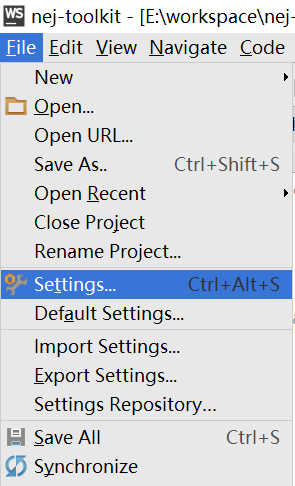 WS nej-toolkit - [E:\workspace\nej-
File Edit View Navigate Code
New
Open...
Open URL...
Save As.. Ctrl+Shift+S
Open Recent
Close Project
Rename Project...
Settings... Ctrl+Alt+S
Default Settings...
Import Settings...
Export Settings...
Settings Repository...
Save All Ctrl+S
Synchronize